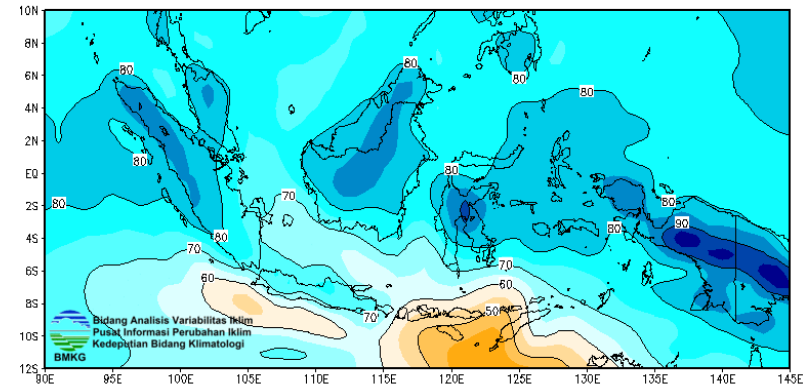 10N
8N
6N
4N
2N
EQ
2S
4S
6S
8S
10S
12S
80
80
80
80
80
80
80
70
80
80
80
90
70
70
60
60
70
50
Bidang Analisis Variabilitas Iklim
Pusat Informasi Perubahan Iklim
Kedeputian Bidang Klimatologi
BMKG
90E 95E 100E 105E 110E 115E 120E 125E 130E 135E 140E 145E